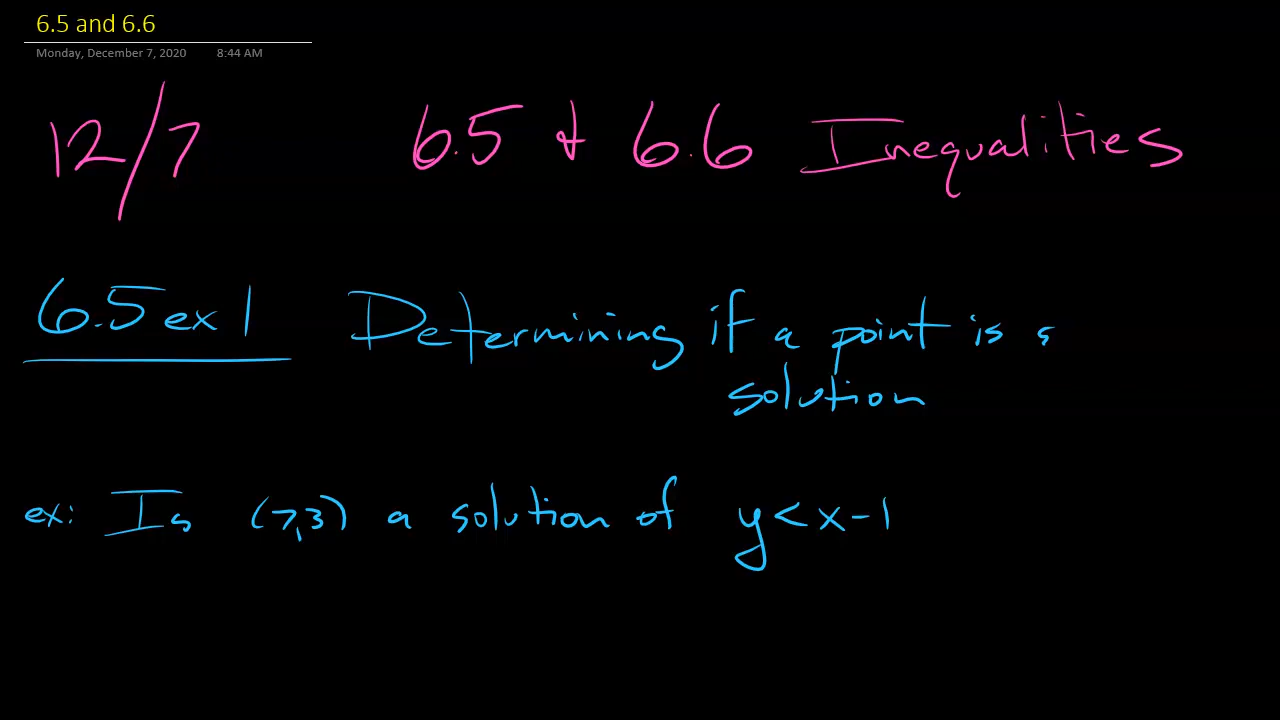 6.5 and 6.6
Monday, December 7, 2020 8:44 AM
12/7 6.5 & 6.6 Inequalities
6.5 ex 1 Determining if a point is s
solution
ex: Is (7,3) a solution of y < x - 1